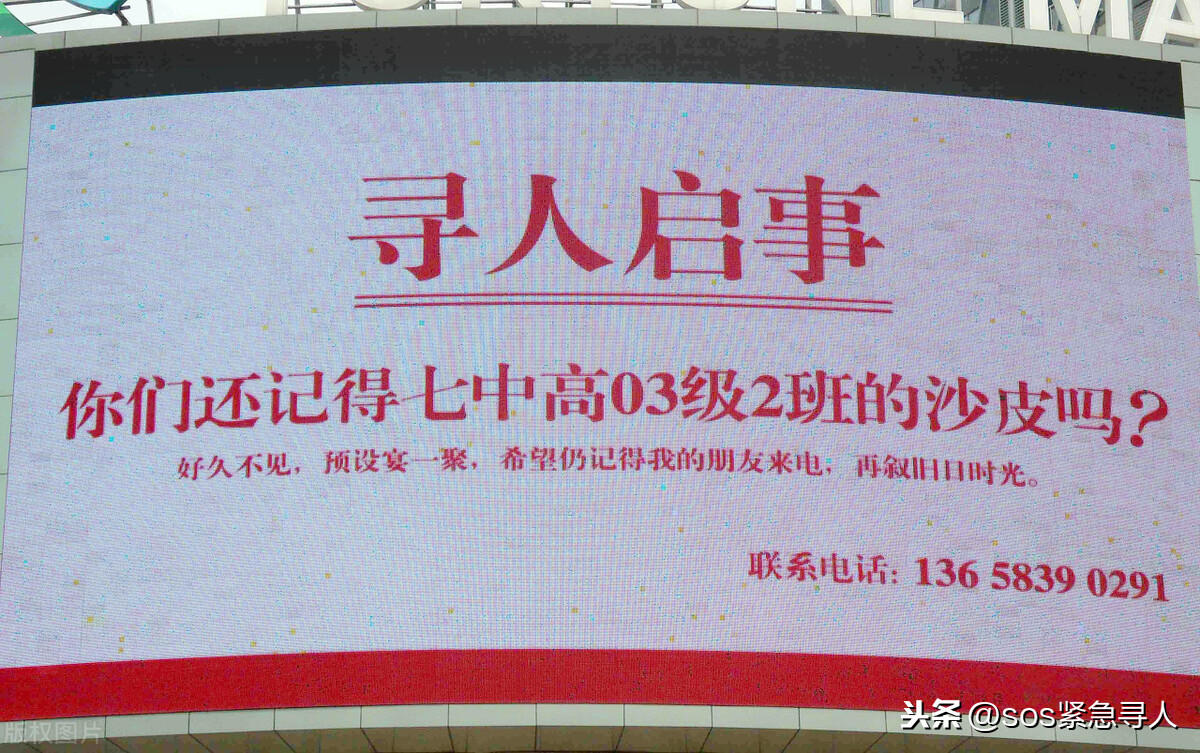 寻人启事
你们还记得七中高03级2班的沙皮吗?
好久不见，预设宴一聚，希望仍记得我的朋友来电，再叙旧日时光。
联系电话: 136 5839 0291
头条 @sos紧急寻人
版权图片